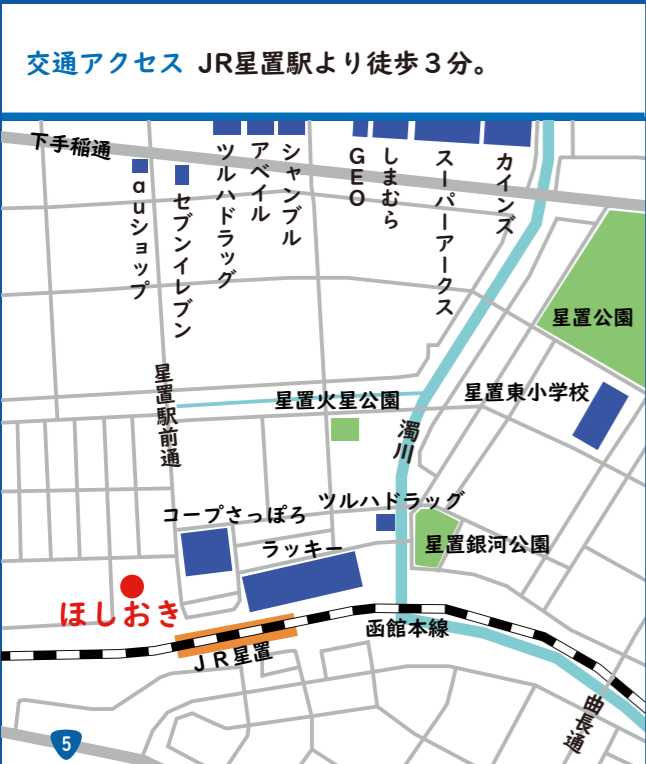 交通アクセス JR星置駅より徒歩３分。
下手稲通
auショップ
セブンイレブン
ツルハドラッグ
アベイル
シャンブル
GEO
しまむら
スーパーアークス
カインズ
星置公園
星置駅前通
星置火星公園
星置東小学校
濁川
ツルハドラッグ
コープさっぽろ
ラッキー
星置銀河公園
ほしおき
函館本線
ＪＲ星置
曲長通
5